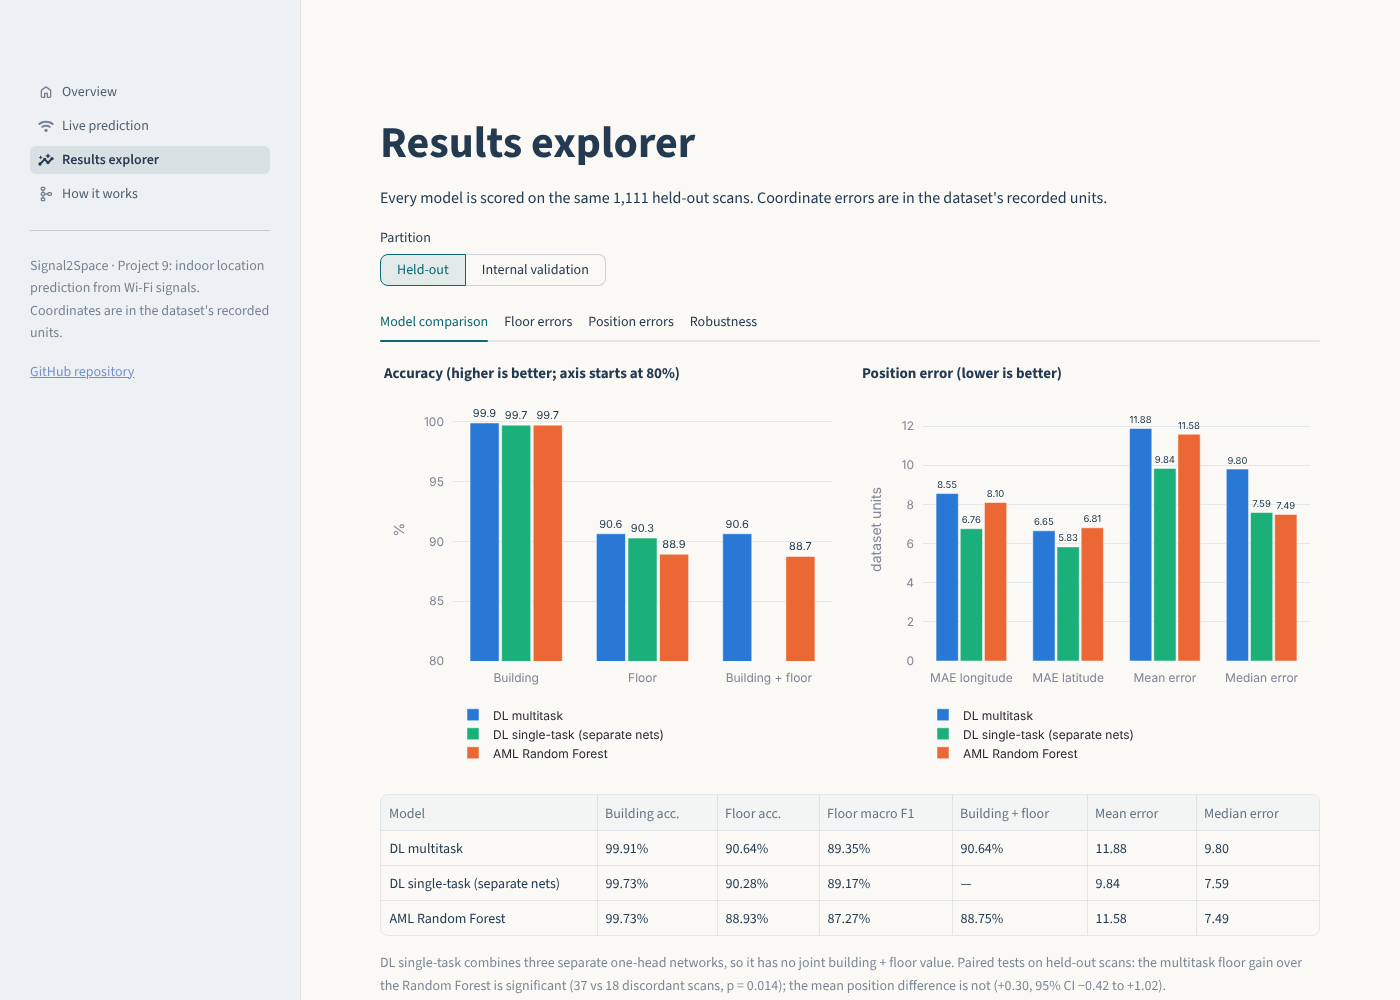 Overview
Live prediction
Results explorer
How it works
Signal2Space · Project 9: indoor location
prediction from Wi-Fi signals.
Coordinates are in the dataset's recorded
units.
GitHub repository
Results explorer
Every model is scored on the same 1,111 held-out scans. Coordinate errors are in the dataset's recorded units.
Partition
Held-out Internal validation
Model comparison Floor errors Position errors Robustness
Accuracy (higher is better; axis starts at 80%)
100
95
90
85
80
%
99.9 99.7 99.7
90.6 90.3 88.9
90.6 88.7
Building Floor Building + floor
DL multitask
DL single-task (separate nets)
AML Random Forest
Position error (lower is better)
12
10
8
6
4
2
0
dataset units
8.55 6.76 8.10
6.65 5.83 6.81
11.88 9.84 11.58
9.80 7.59 7.49
MAE longitude MAE latitude Mean error Median error
DL multitask
DL single-task (separate nets)
AML Random Forest
Model Building acc. Floor acc. Floor macro F1 Building + floor Mean error Median error
DL multitask 99.91% 90.64% 89.35% 90.64% 11.88 9.80
DL single-task (separate nets) 99.73% 90.28% 89.17% — 9.84 7.59
AML Random Forest 99.73% 88.93% 87.27% 88.75% 11.58 7.49
DL single-task combines three separate one-head networks, so it has no joint building + floor value. Paired tests on held-out scans: the multitask floor gain over
the Random Forest is significant (37 vs 18 discordant scans, p = 0.014); the mean position difference is not (+0.30, 95% CI −0.42 to +1.02).